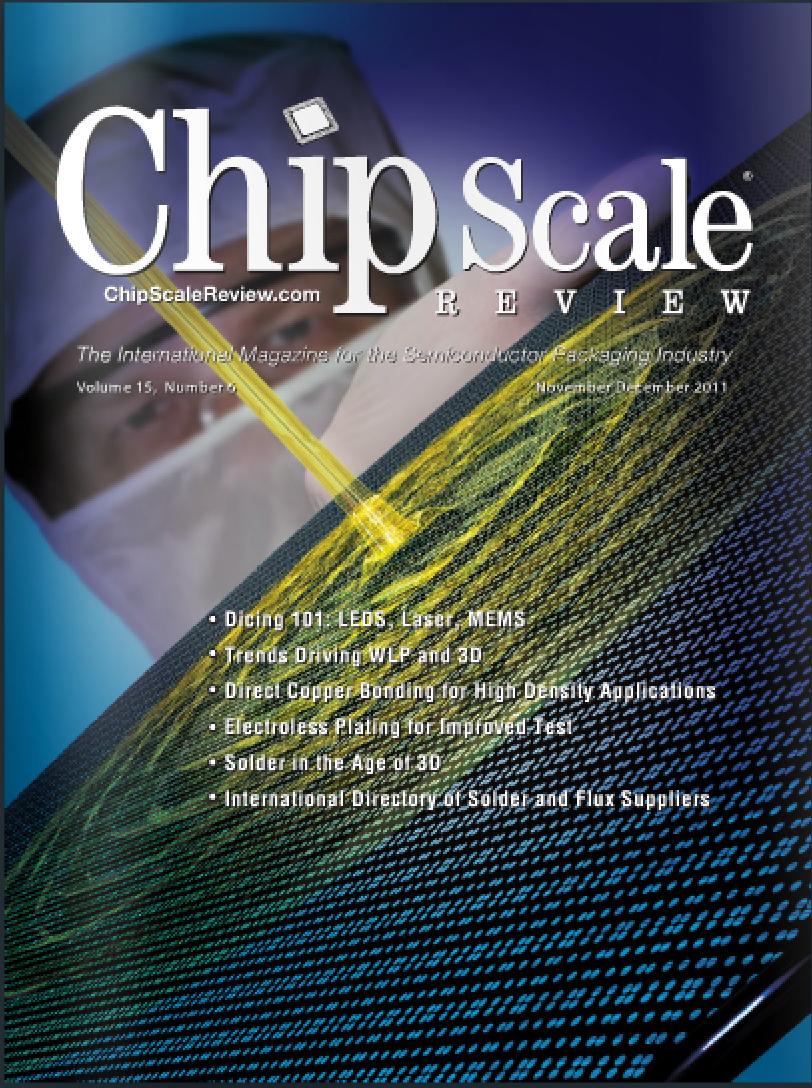 Chip Scale®
ChipScaleReview.com REVIEW
The International Magazine for the Semiconductor Packaging Industry
Volume 15, Number 6 November December 2011
• Dicing 101: LEDS, Laser, MEMS
• Trends Driving WLP and 3D
• Direct Copper Bonding for High Density Applications
• Electroless Plating for Improved Test
• Solder in the Age of 3D
• International Directory of Solder and Flux Suppliers